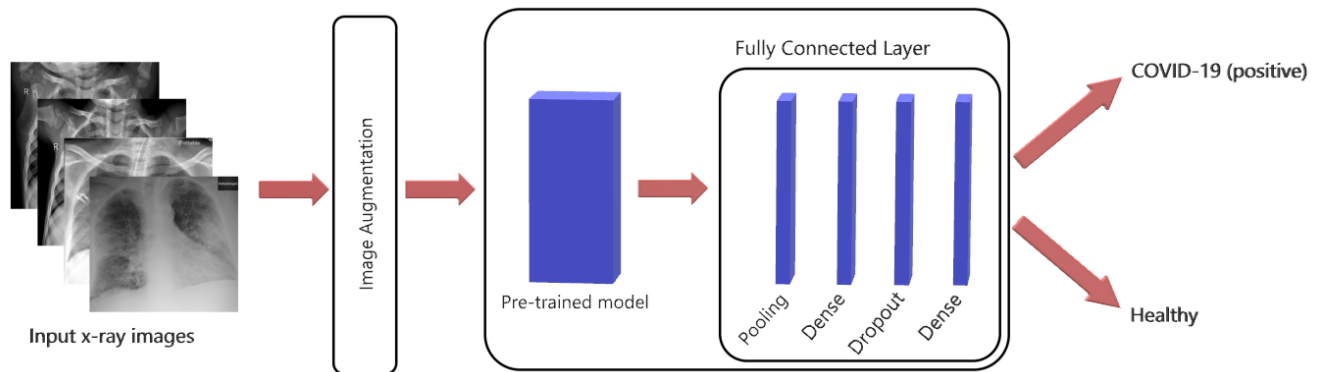 Fully Connected Layer
COVID-19 (positive)
R
R
Portable
Image Augmentation
Pre-trained model
Pooling
Dense
Dropout
Dense
Input x-ray images
Healthy